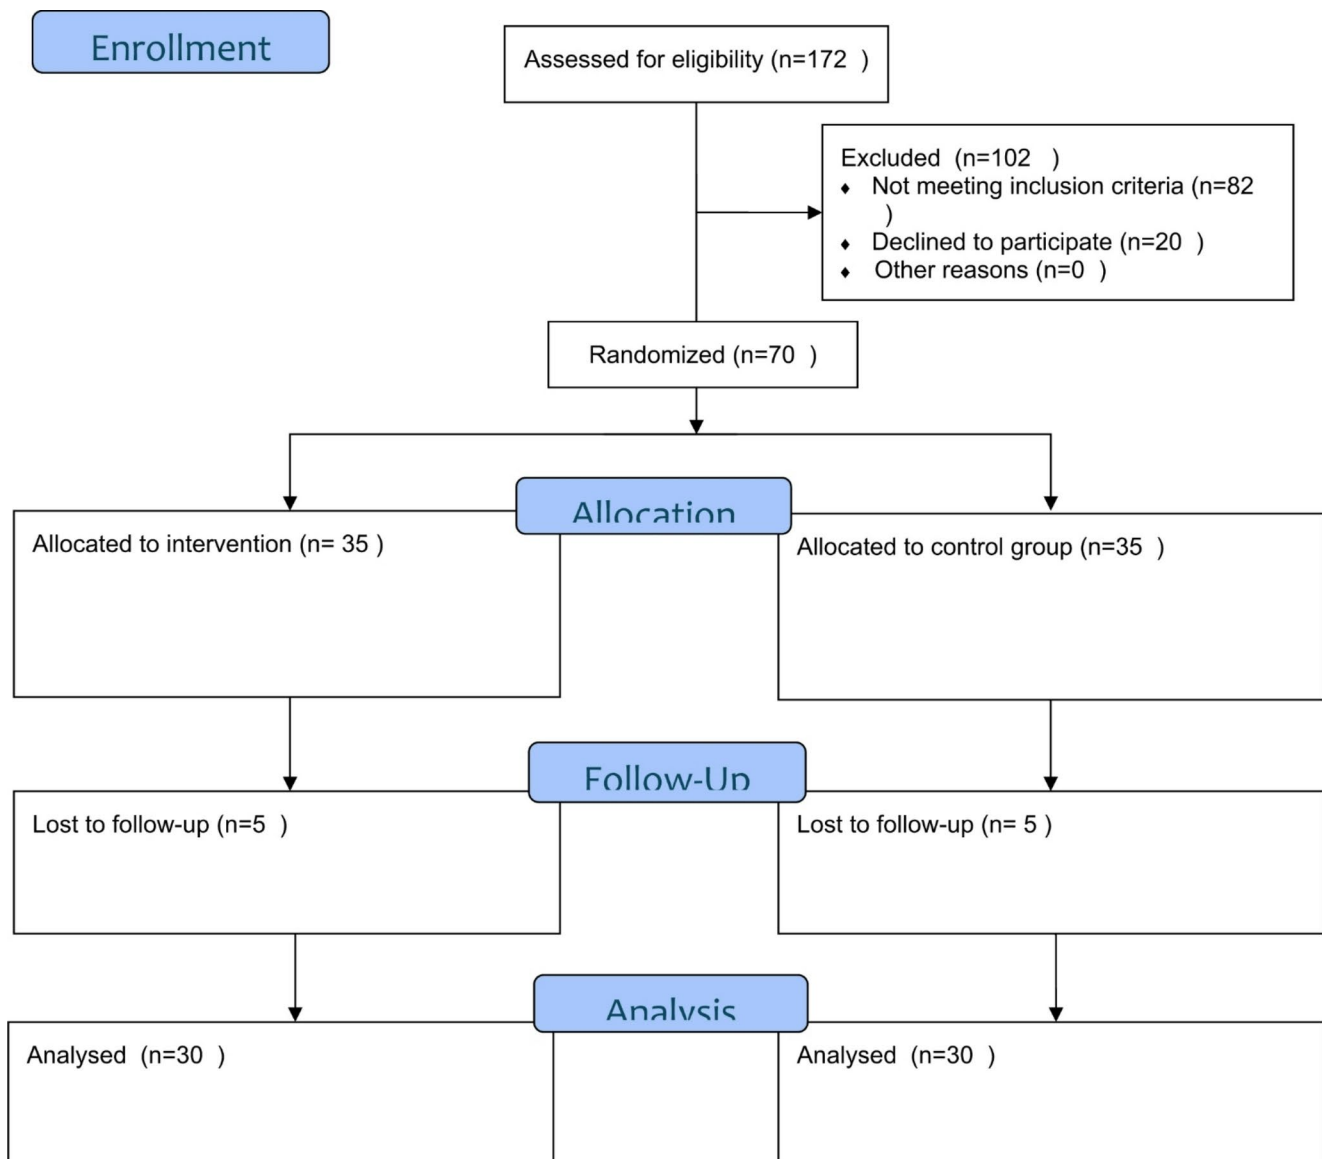 Enrollment
Assessed for eligibility (n=172  )
Excluded  (n=102   )
♦ Not meeting inclusion criteria (n=82
)
♦ Declined to participate (n=20  )
♦ Other reasons (n=0  )
Randomized (n=70  )
Allocation
Allocated to intervention (n= 35 )
Allocated to control group (n=35  )
Follow-Up
Lost to follow-up (n=5  )
Lost to follow-up (n= 5 )
Analysis
Analysed  (n=30  )
Analysed  (n=30  )